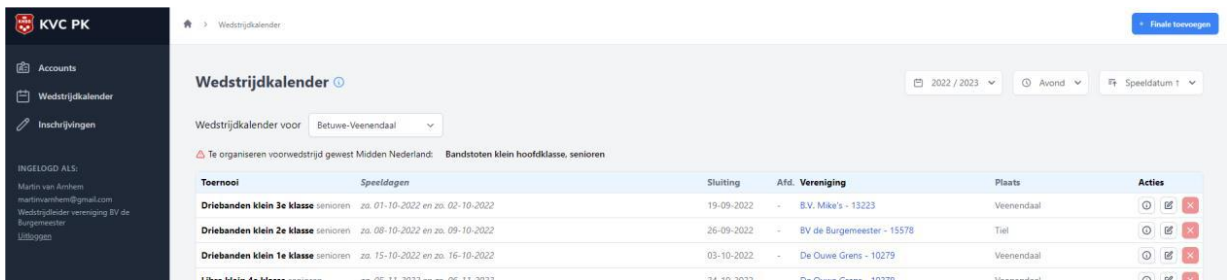 KVC PK
Wedstrijdkalender
+ Finale toevoegen
Accounts
Wedstrijdkalender
Inschrijvingen
INGELOGD ALS:
Martin van Arnhem
martinvarnhem@gmail.com
Wedstrijdleider vereniging BV de
Burgemeester
Uitloggen
Wedstrijdkalender
2022 / 2023
Avond
Speeldatum ↑
Wedstrijdkalender voor Betuwe-Veenendaal
Te organiseren voorwedstrijd gewest Midden Nederland: Bandstoten klein hoofdklasse, senioren
Toernooi Speeldagen Sluiting Afd. Vereniging Plaats Acties
Driebanden klein 3e klasse senioren za. 01-10-2022 en zo. 02-10-2022 19-09-2022 - B.V. Mike's - 13223 Veenendaal
Driebanden klein 2e klasse senioren za. 08-10-2022 en zo. 09-10-2022 26-09-2022 - BV de Burgemeester - 15578 Tiel
Driebanden klein 1e klasse senioren za. 15-10-2022 en zo. 16-10-2022 03-10-2022 - De Ouwe Grens - 10279 Veenendaal